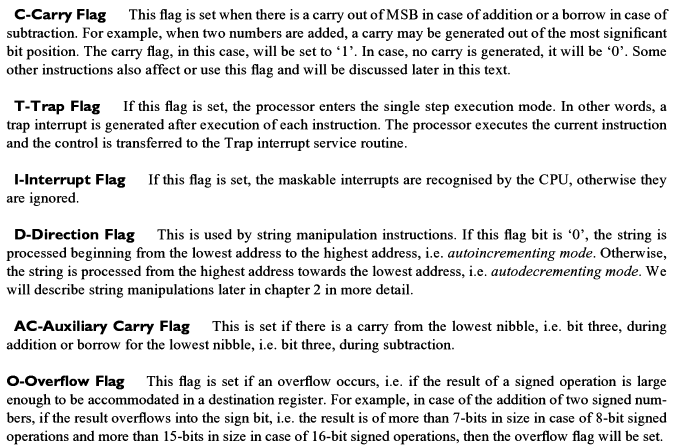 C-Carry Flag This flag is set when there is a carry out of MSB in case of addition or a borrow in case of
subtraction. For example, when two numbers are added, a carry may be generated out of the most significant
bit position. The carry flag, in this case, will be set to ‘1’. In case, no carry is generated, it will be ‘0’. Some
other instructions also affect or use this flag and will be discussed later in this text.
T-Trap Flag If this flag is set, the processor enters the single step execution mode. In other words, a
trap interrupt is generated after execution of each instruction. The processor executes the current instruction
and the control is transferred to the Trap interrupt service routine.
I-Interrupt Flag If this flag is set, the maskable interrupts are recognised by the CPU, otherwise they
are ignored.
D-Direction Flag This is used by string manipulation instructions. If this flag bit is ‘0’, the string is
processed beginning from the lowest address to the highest address, i.e. autoincrementing mode. Otherwise,
the string is processed from the highest address towards the lowest address, i.e. autodecrementing mode. We
will describe string manipulations later in chapter 2 in more detail.
AC-Auxiliary Carry Flag This is set if there is a carry from the lowest nibble, i.e. bit three, during
addition or borrow for the lowest nibble, i.e. bit three, during subtraction.
O-Overflow Flag This flag is set if an overflow occurs, i.e. if the result of a signed operation is large
enough to be accommodated in a destination register. For example, in case of the addition of two signed num-
bers, if the result overflows into the sign bit, i.e. the result is of more than 7-bits in size in case of 8-bit signed
operations and more than 15-bits in size in case of 16-bit signed operations, then the overflow flag will be set.